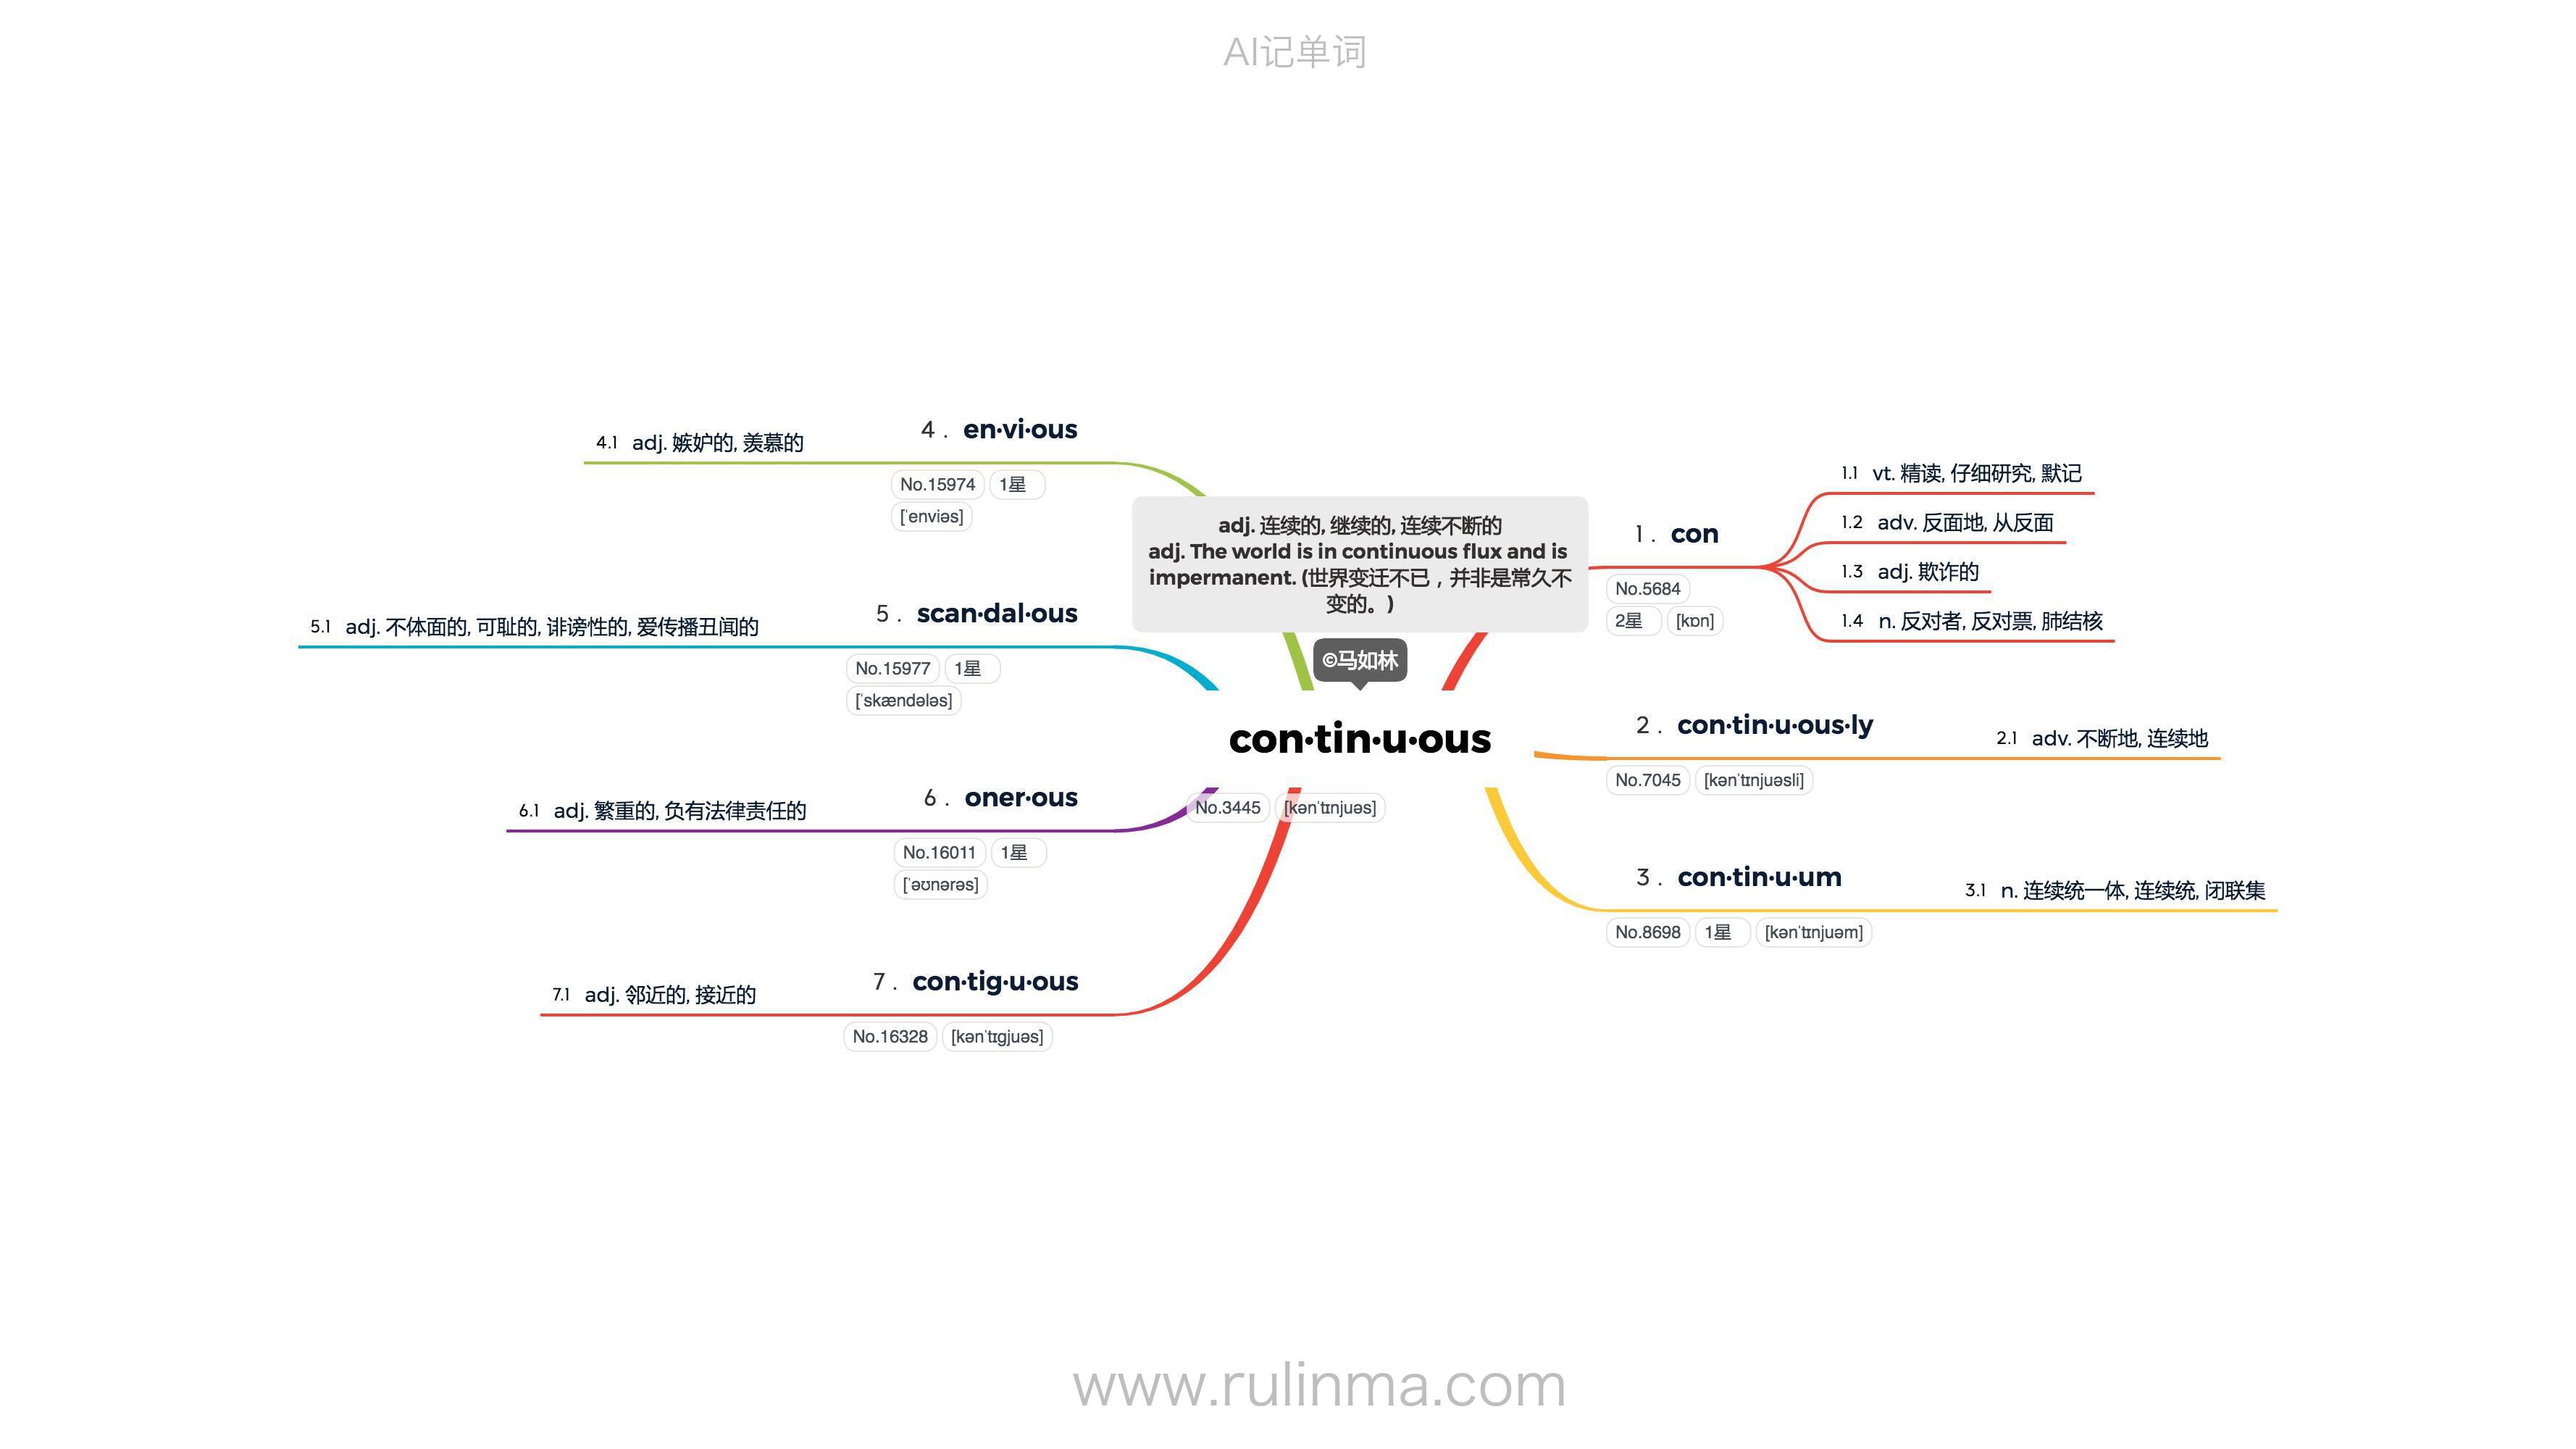 AI记单词
adj. 连续的, 继续的, 连续不断的
adj. The world is in continuous flux and is
impermanent. (世界变迁不已，并非是常久不
变的。)
©马如林
con·tin·u·ous
No.3445 [kənˈtɪnjuəs]
1. con
No.5684
2星 [kɒn]
1.1 vt. 精读, 仔细研究, 默记
1.2 adv. 反面地, 从反面
1.3 adj. 欺诈的
1.4 n. 反对者, 反对票, 肺结核
2. con·tin·u·ous·ly
No.7045 [kənˈtɪnjuəsli]
2.1 adv. 不断地, 连续地
3. con·tin·u·um
No.8698 1星 [kənˈtɪnjuəm]
3.1 n. 连续统一体, 连续统, 闭联集
4. en·vi·ous
No.15974 1星
[ˈenviəs]
4.1 adj. 嫉妒的, 羡慕的
5. scan·dal·ous
No.15977 1星
[ˈskændələs]
5.1 adj. 不体面的, 可耻的, 诽谤性的, 爱传播丑闻的
6. oner·ous
No.16011 1星
[ˈəʊnərəs]
6.1 adj. 繁重的, 负有法律责任的
7. con·tig·u·ous
No.16328 [kənˈtɪgjuəs]
7.1 adj. 邻近的, 接近的
www.rulinma.com